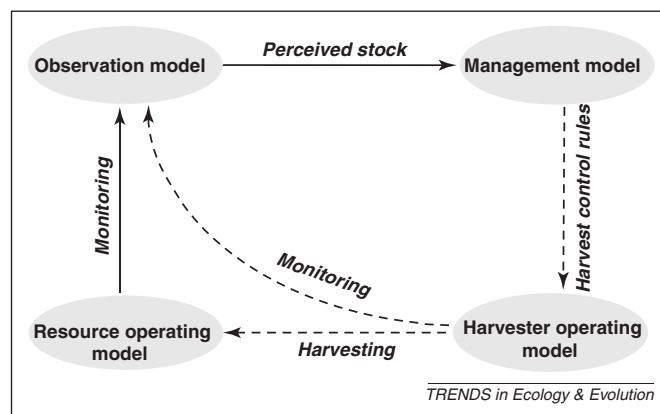 Perceived stock
Observation model
Management model
Monitoring
Harvest control rules
Monitoring
Resource operating
model
Harvesting
Harvester operating
model
TRENDS in Ecology & Evolution